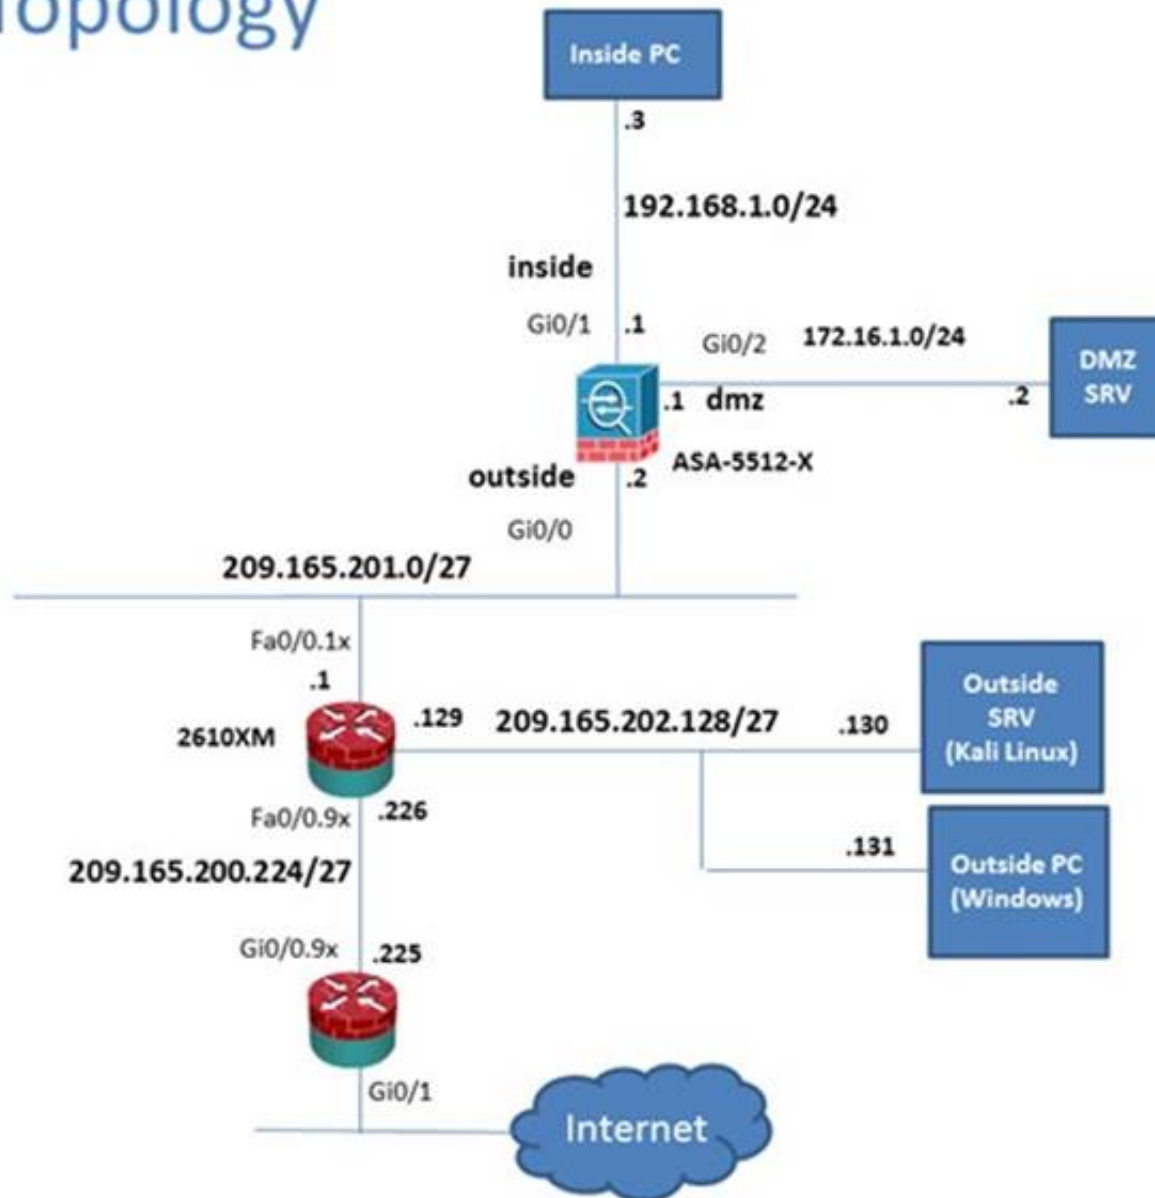 Topology
Inside PC
.3
192.168.1.0/24
inside
Gi0/1
.1
Gi0/2
172.16.1.0/24
DMZ
SRV
.1
dmz
.2
ASA-5512-X
outside
.2
Gi0/0
209.165.201.0/27
Fa0/0.1x
.1
2610XM
.129
209.165.202.128/27
.130
Outside
SRV
(Kali Linux)
Fa0/0.9x
.226
209.165.200.224/27
.131
Outside PC
(Windows)
Gi0/0.9x
.225
Gi0/1
Internet